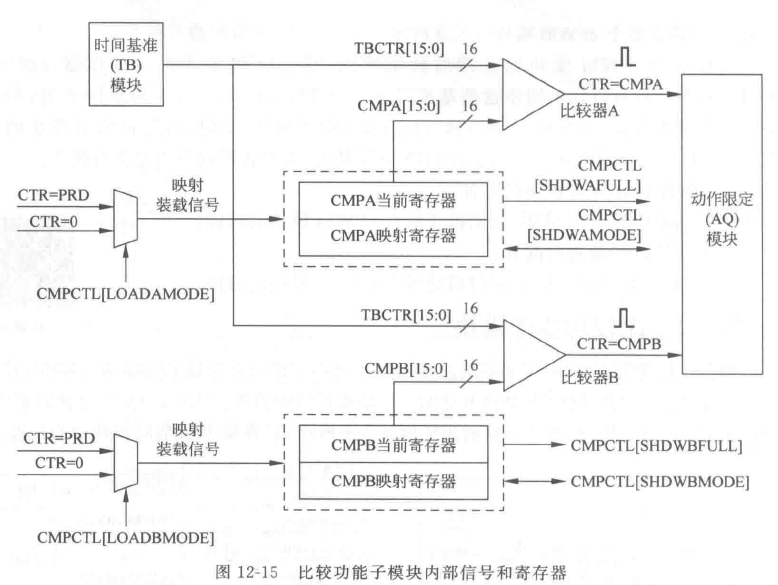 时间基准
(TB)
模块
TBCTR[15:0] 16
CTR=CMPA
CMPA[15:0] 16
比较器A
CTR=PRD
CTR=0
映射
装载信号
CMPA当前寄存器
CMPA映射寄存器
CMPCTL
[SHDWAFULL]
CMPCTL
[SHDWAMODE]
动作限定
(AQ)
模块
CMPCTL[LOADAMODE]
TBCTR[15:0] 16
CTR=CMPB
CMPB[15:0] 16
比较器B
CTR=PRD
CTR=0
映射
装载信号
CMPB当前寄存器
CMPB映射寄存器
CMPCTL[SHDWBFULL]
CMPCTL[SHDWBMODE]
CMPCTL[LOADBMODE]
图 12-15 比较功能子模块内部信号和寄存器